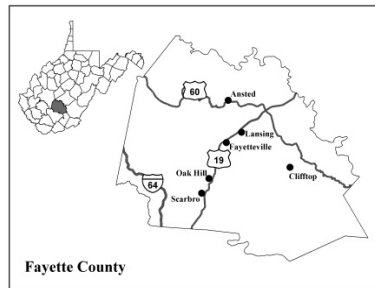 60
Ansted
Lansing
Fayetteville
19
Oak Hill
Clifftop
64
Scarbro
Fayette County